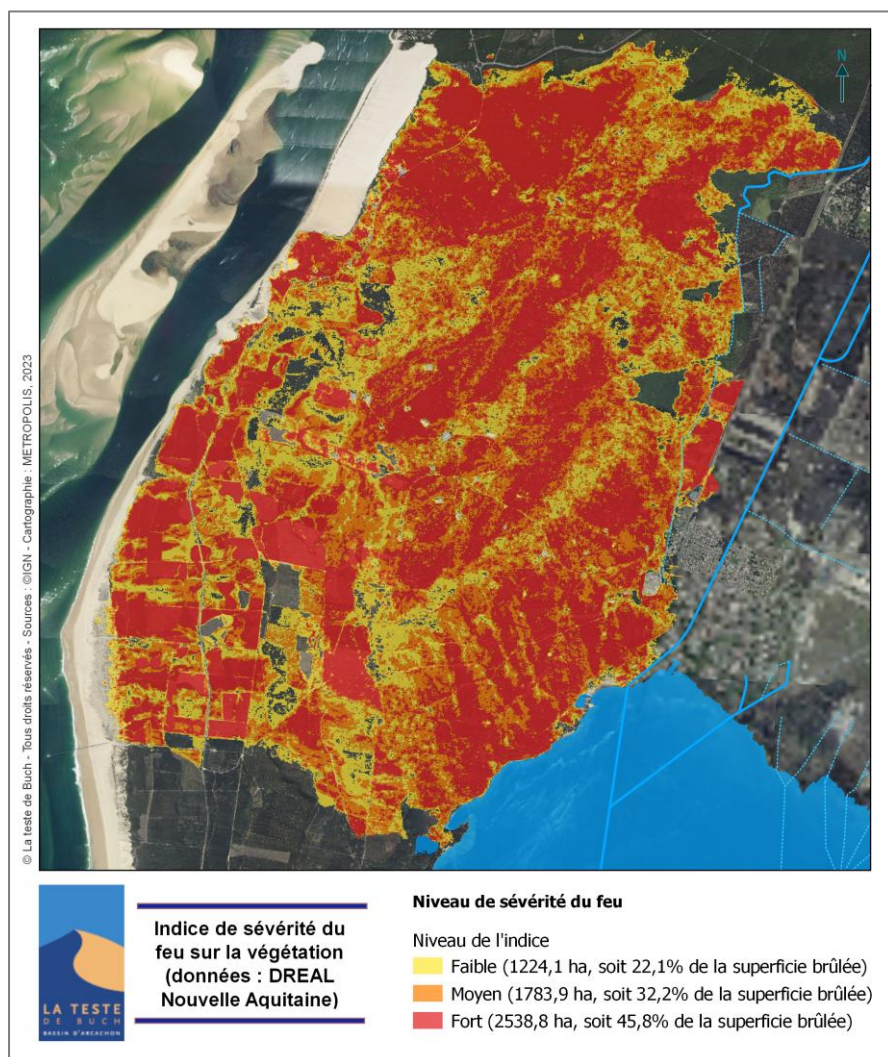 N
© La teste de Buch - Tous droits réservés - Sources : ©IGN - Cartographie : METROPOLIS, 2023
LA TESTE
DE BUCH
BASSIN D'ARCACHON
Indice de sévérité du
feu sur la végétation
(données : DREAL
Nouvelle Aquitaine)
Niveau de sévérité du feu
Niveau de l'indice
Faible (1224,1 ha, soit 22,1% de la superficie brûlée)
Moyen (1783,9 ha, soit 32,2% de la superficie brûlée)
Fort (2538,8 ha, soit 45,8% de la superficie brûlée)